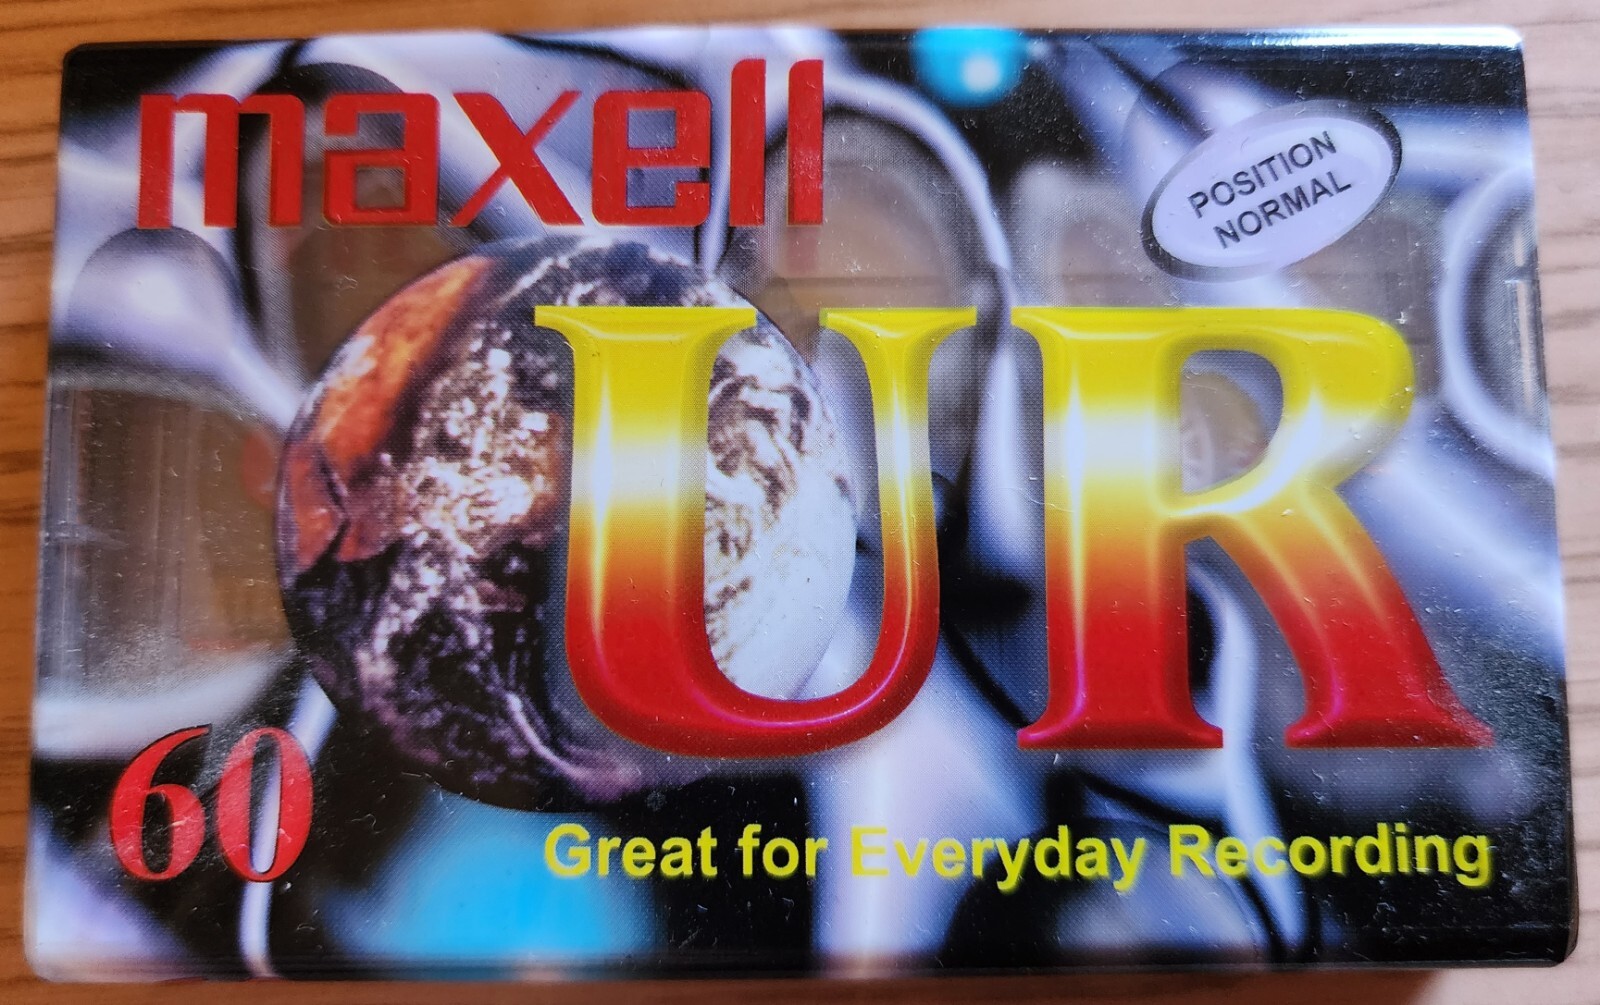 maxell
POSITION
NORMAL
UR
60
Great for Everyday Recording